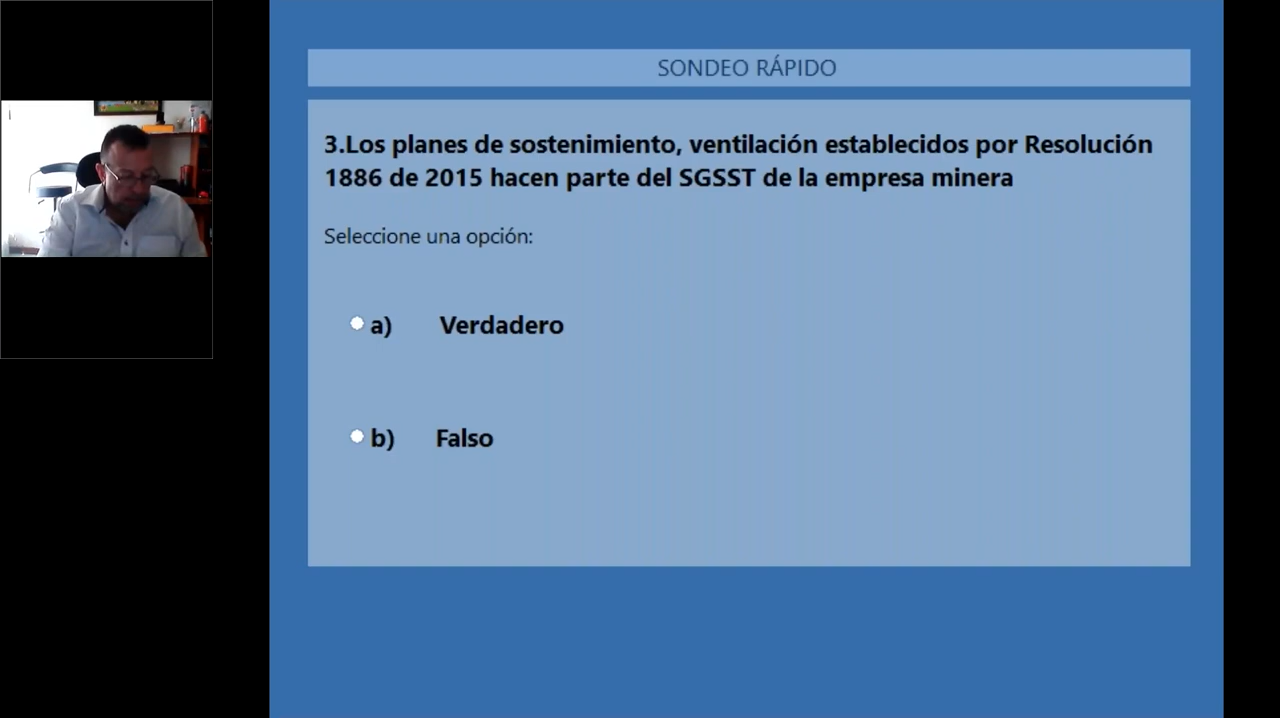 SONDEO RÁPIDO
3.Los planes de sostenimiento, ventilación establecidos por Resolución
1886 de 2015 hacen parte del SGSST de la empresa minera
Seleccione una opción:
a) Verdadero
b) Falso